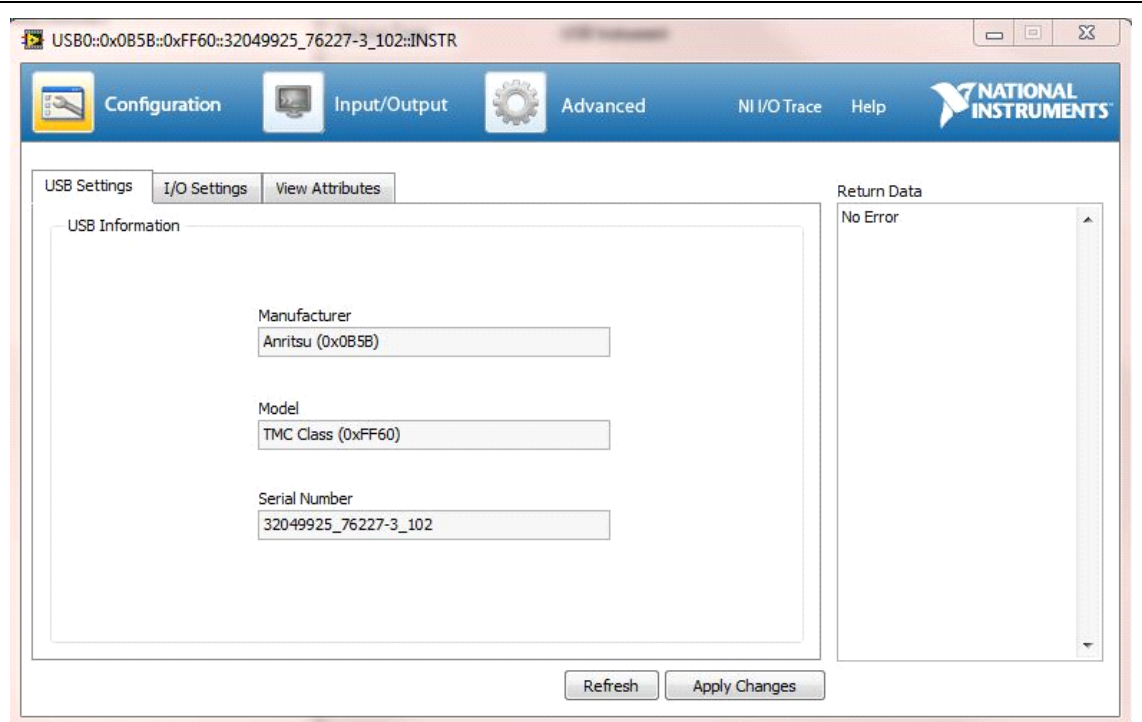 USB0::0x0B5B::0xFF60::32049925_76227-3_102::INSTR
Configuration Input/Output Advanced NI I/O Trace Help NATIONAL INSTRUMENTS
USB Settings I/O Settings View Attributes
Return Data
No Error
USB Information
Manufacturer
Anritsu (0x0B5B)
Model
TMC Class (0xFF60)
Serial Number
32049925_76227-3_102
Refresh Apply Changes